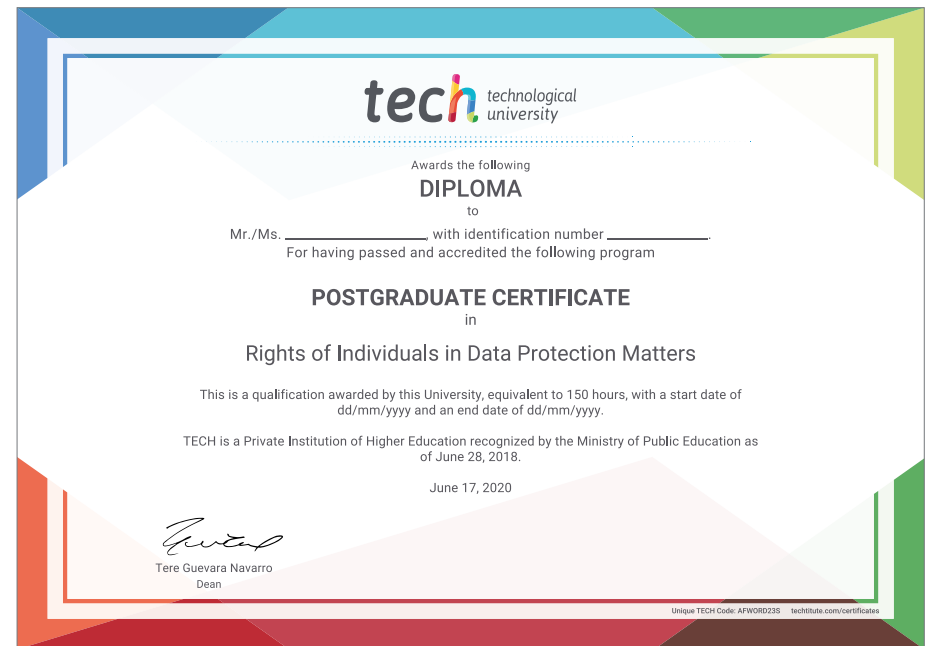 tech technological
university
Awards the following
DIPLOMA
to
Mr./Ms. ____________________, with identification number ______________.
For having passed and accredited the following program
POSTGRADUATE CERTIFICATE
in
Rights of Individuals in Data Protection Matters
This is a qualification awarded by this University, equivalent to 150 hours, with a start date of
dd/mm/yyyy and an end date of dd/mm/yyyy.
TECH is a Private Institution of Higher Education recognized by the Ministry of Public Education as
of June 28, 2018.
June 17, 2020
Tere Guevara Navarro
Dean
Unique TECH Code: AFWORD23S techtitute.com/certificates